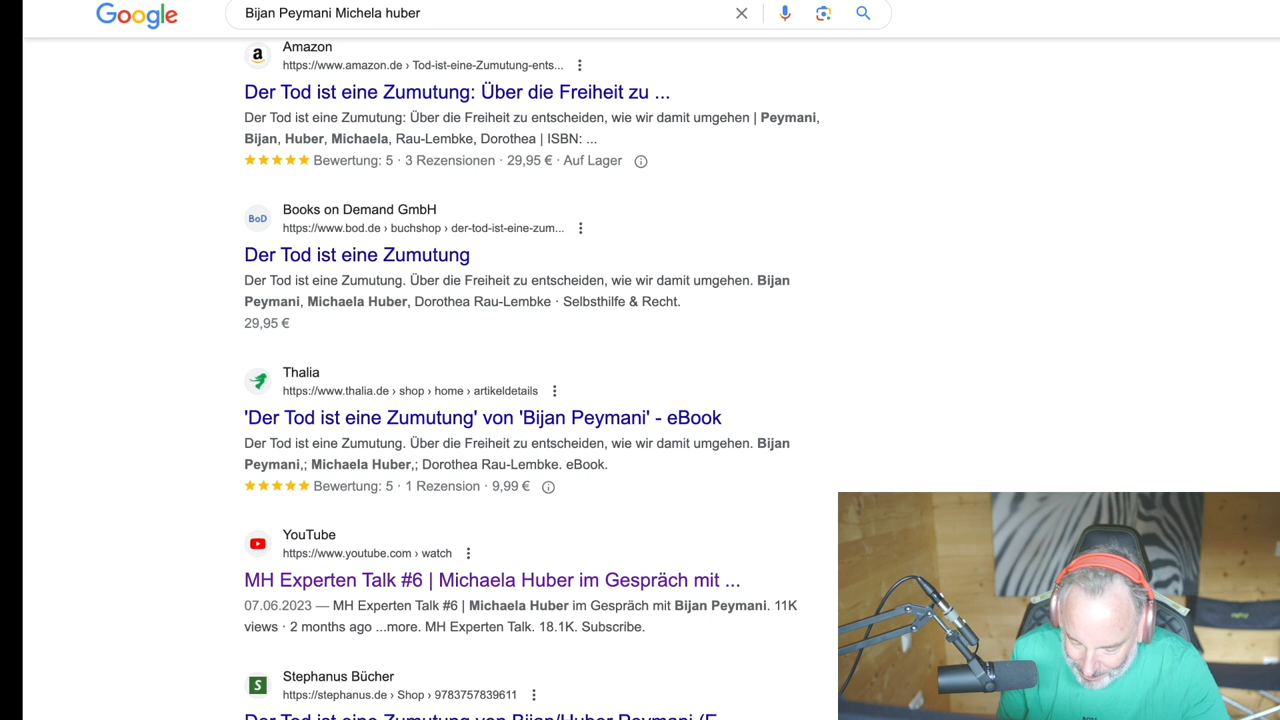 Google
Bijan Peymani Michela huber
Amazon
https://www.amazon.de › Tod-ist-eine-Zumutung-ents...
Der Tod ist eine Zumutung: Über die Freiheit zu ...
Der Tod ist eine Zumutung: Über die Freiheit zu entscheiden, wie wir damit umgehen | Peymani,
Bijan, Huber, Michaela, Rau-Lembke, Dorothea | ISBN: ...
Bewertung: 5 · 3 Rezensionen · 29,95 € · Auf Lager
BoD
Books on Demand GmbH
https://www.bod.de › buchshop › der-tod-ist-eine-zum...
Der Tod ist eine Zumutung
Der Tod ist eine Zumutung. Über die Freiheit zu entscheiden, wie wir damit umgehen. Bijan
Peymani, Michaela Huber, Dorothea Rau-Lembke · Selbsthilfe & Recht.
29,95 €
Thalia
https://www.thalia.de › shop › home › artikeldetails
'Der Tod ist eine Zumutung' von 'Bijan Peymani' - eBook
Der Tod ist eine Zumutung. Über die Freiheit zu entscheiden, wie wir damit umgehen. Bijan
Peymani,; Michaela Huber,; Dorothea Rau-Lembke. eBook.
Bewertung: 5 · 1 Rezension · 9,99 €
YouTube
https://www.youtube.com › watch
MH Experten Talk #6 | Michaela Huber im Gespräch mit ...
07.06.2023 — MH Experten Talk #6 | Michaela Huber im Gespräch mit Bijan Peymani. 11K
views · 2 months ago ...more. MH Experten Talk. 18.1K. Subscribe.
S
Stephanus Bücher
https://stephanus.de › Shop › 9783757839611
Der Tod ist eine Zumutung von Bijan/Huber Peymani (E